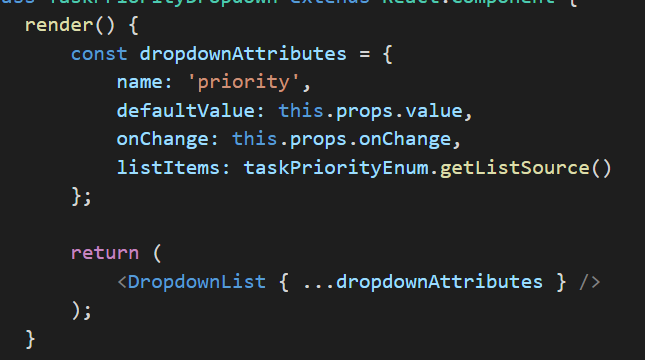 TaskPriorityDropdown extends React.Component {
render() {
const dropdownAttributes = {
name: 'priority',
defaultValue: this.props.value,
onChange: this.props.onChange,
listItems: taskPriorityEnum.getListSource()
};
return (
<DropdownList { ...dropdownAttributes } />
);
}